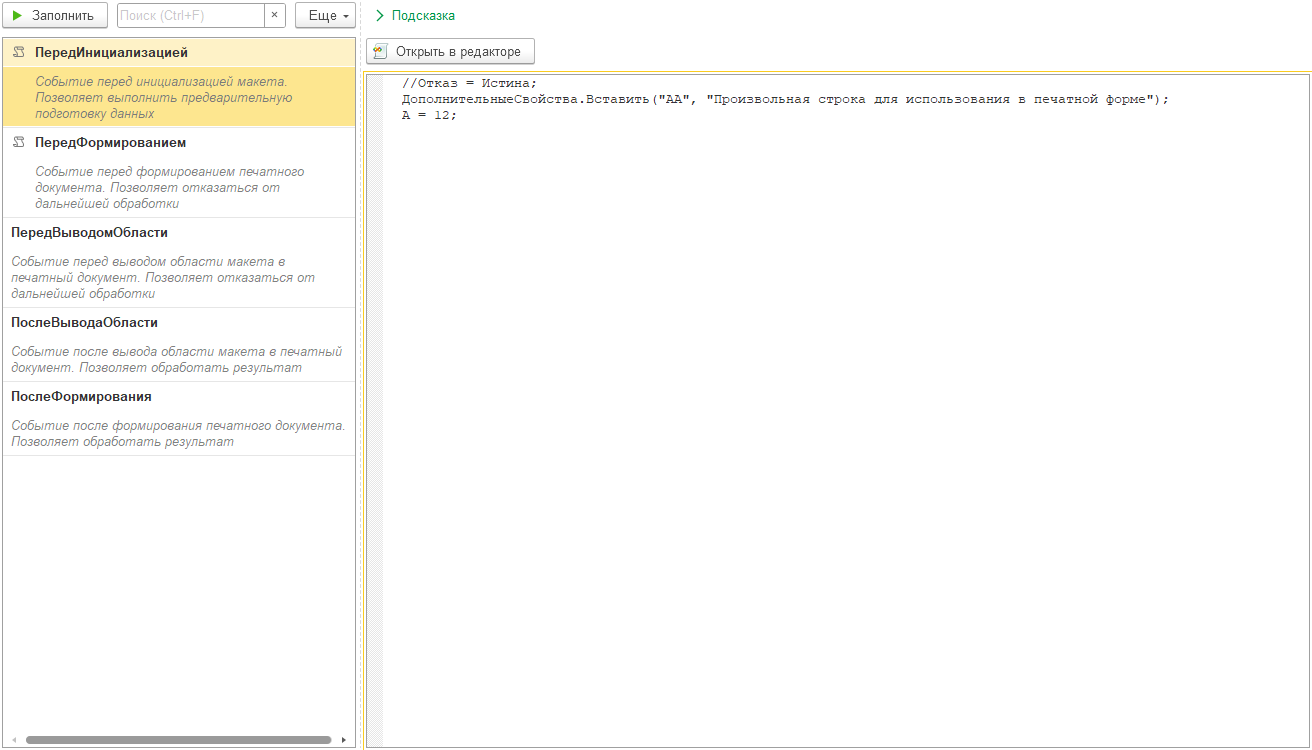 Заполнить
Поиск (Ctrl+F)
×
Еще
Подсказка
ПередИнициализацией
Событие перед инициализацией макета.
Позволяет выполнить предварительную
подготовку данных
ПередФормированием
Событие перед формированием печатного
документа. Позволяет отказаться от
дальнейшей обработки
ПередВыводомОбласти
Событие перед выводом области макета в
печатный документ. Позволяет отказаться от
дальнейшей обработки
ПослеВыводаОбласти
Событие после вывода области макета в печатный
документ. Позволяет обработать результат
ПослеФормирования
Событие после формирования печатного документа.
Позволяет обработать результат
Открыть в редакторе
//Отказ = Истина;
ДополнительныеСвойства.Вставить("АА", "Произвольная строка для использования в печатной форме");
А = 12;